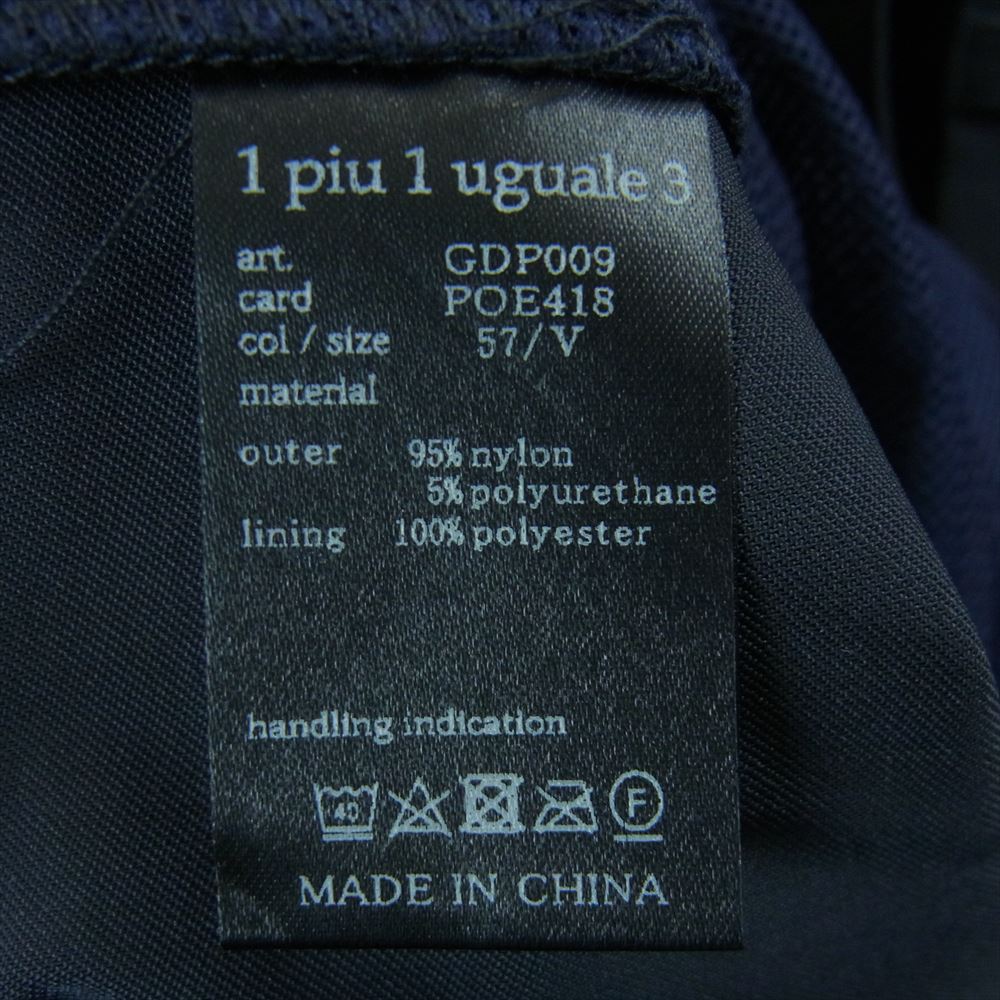 1 piu 1 uguale 3
art. GDP009
card POE418
col / size 57/V
material
outer 95% nylon
5% polyurethane
lining 100% polyester
handling indication
40 F
MADE IN CHINA